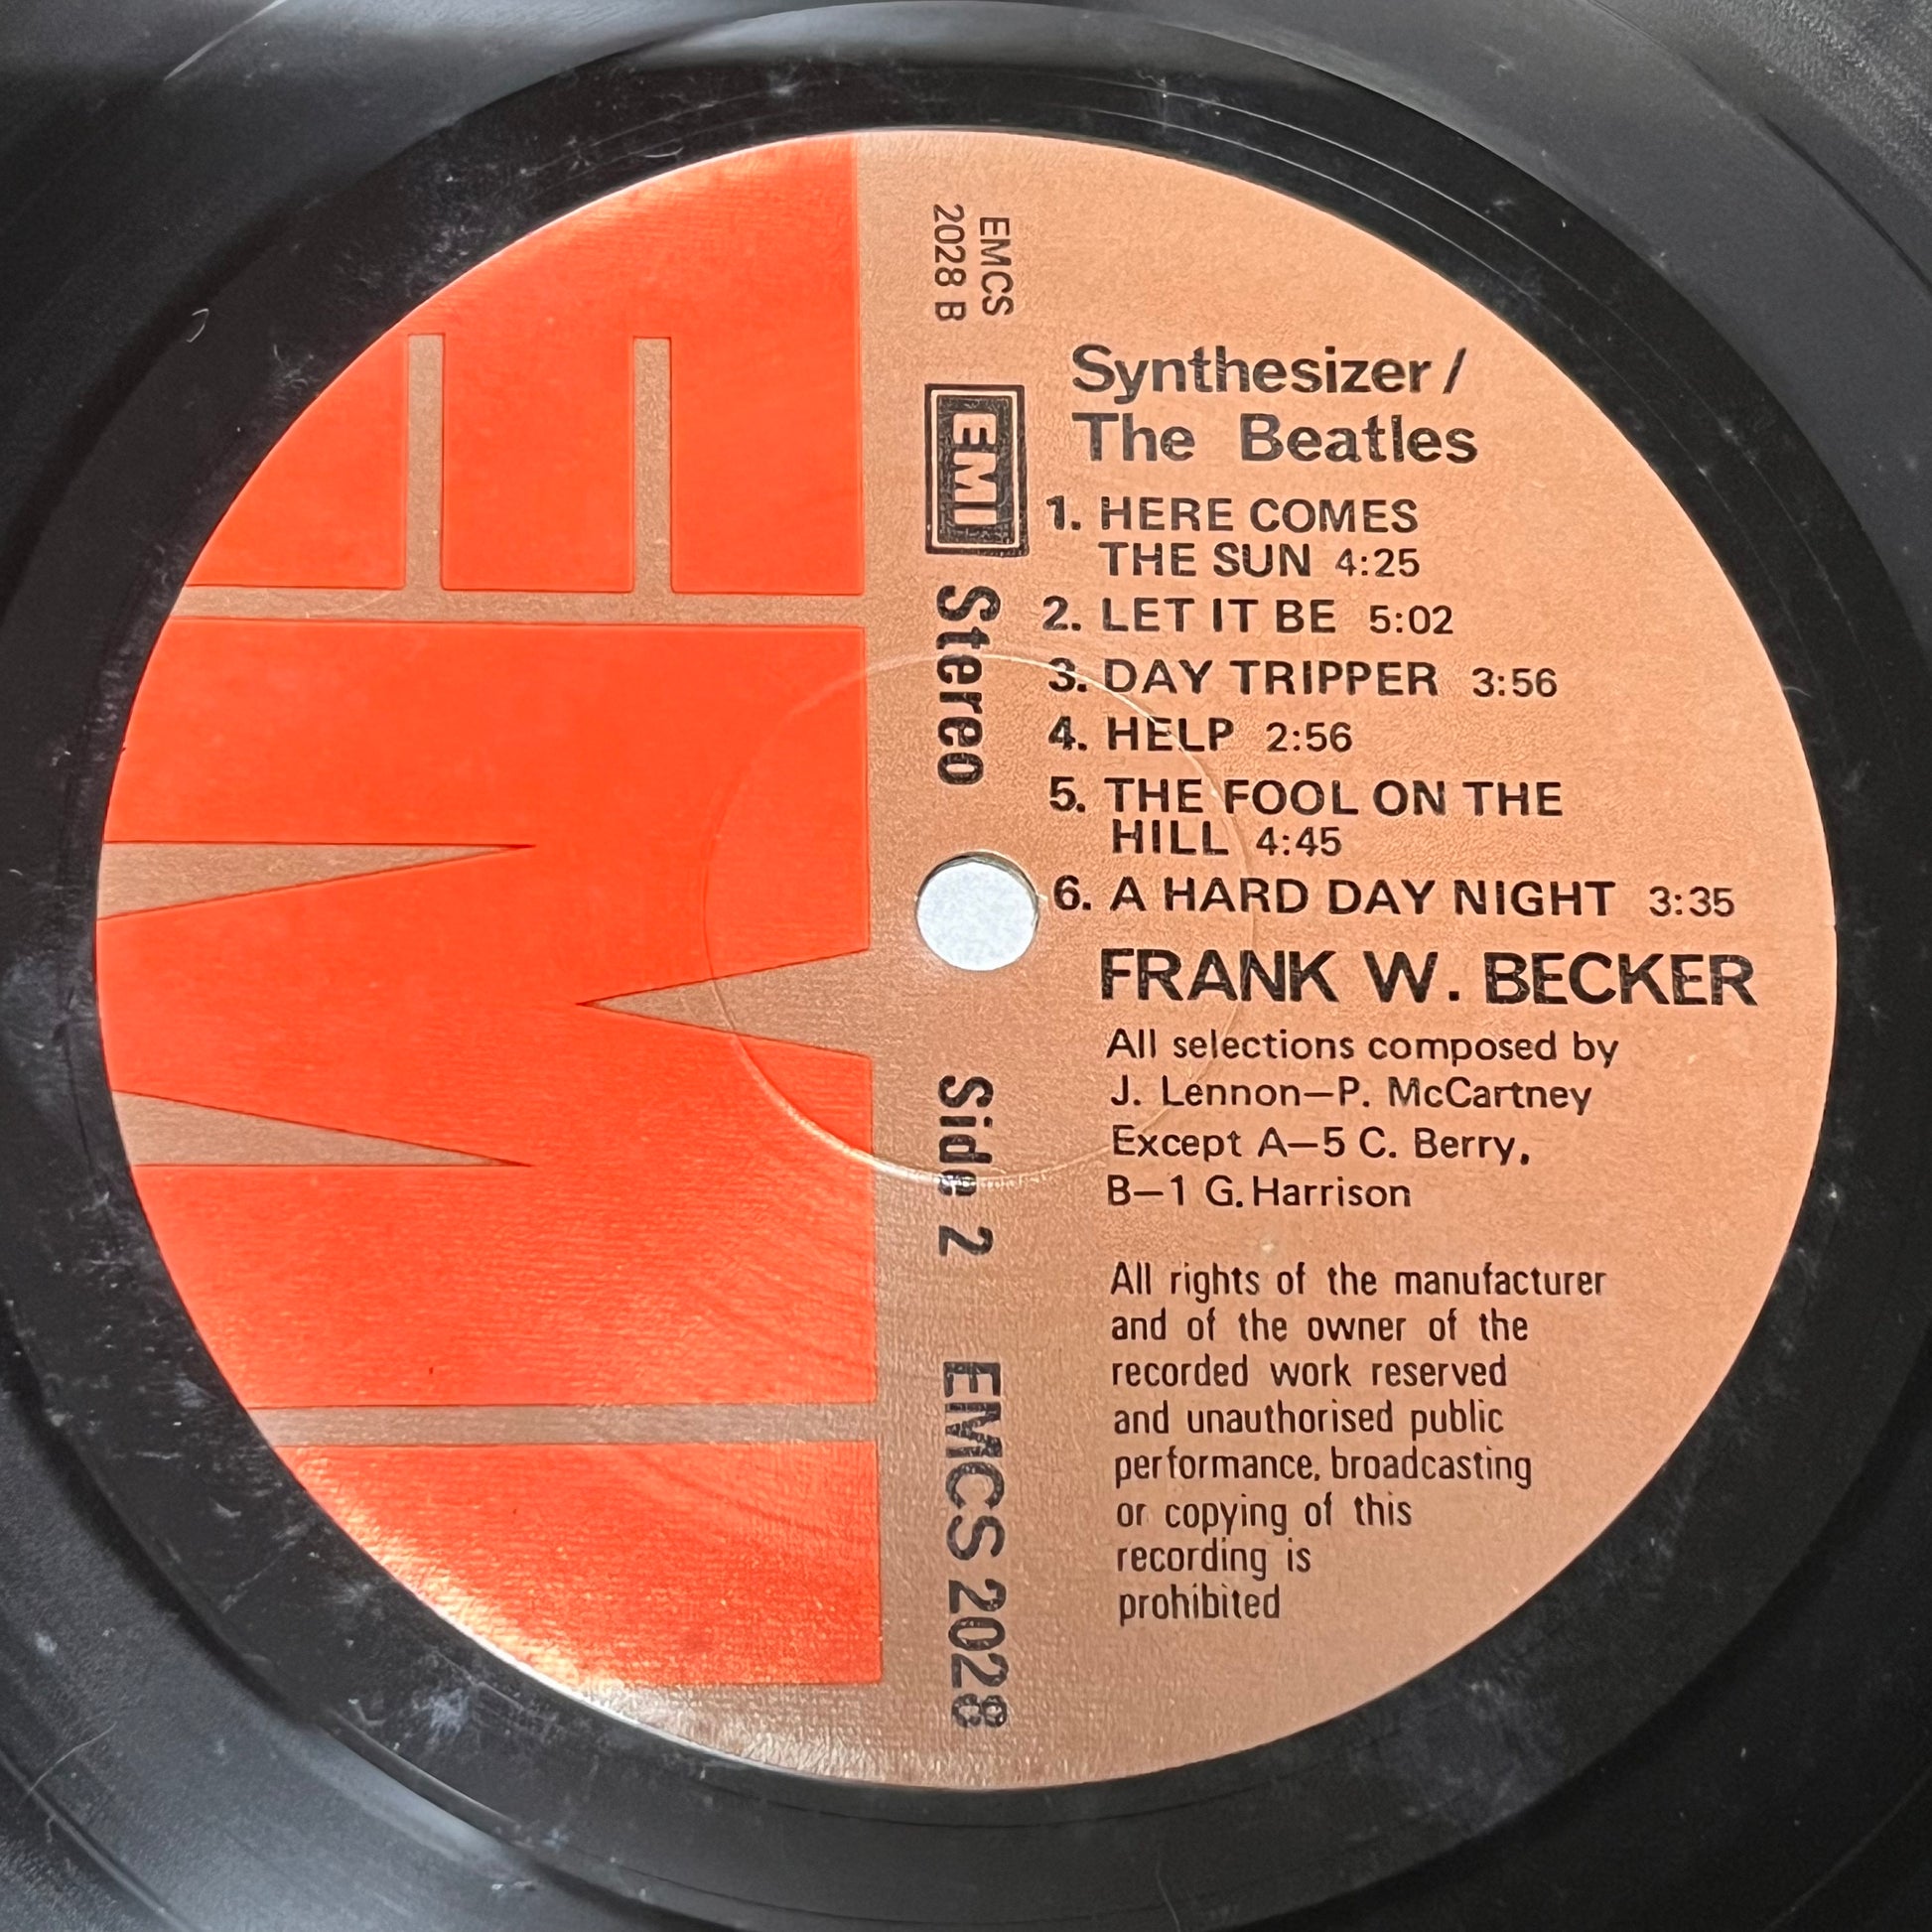 EMCS
2028 B
EMI
Stereo
Side 2
EMCS 2028
EMI
Synthesizer /
The Beatles
1. HERE COMES
THE SUN 4:25
2. LET IT BE 5:02
3. DAY TRIPPER 3:56
4. HELP 2:56
5. THE FOOL ON THE
HILL 4:45
6. A HARD DAY NIGHT 3:35
FRANK W. BECKER
All selections composed by
J. Lennon–P. McCartney
Except A–5 C. Berry,
B–1 G. Harrison
All rights of the manufacturer
and of the owner of the
recorded work reserved
and unauthorised public
performance, broadcasting
or copying of this
recording is
prohibited